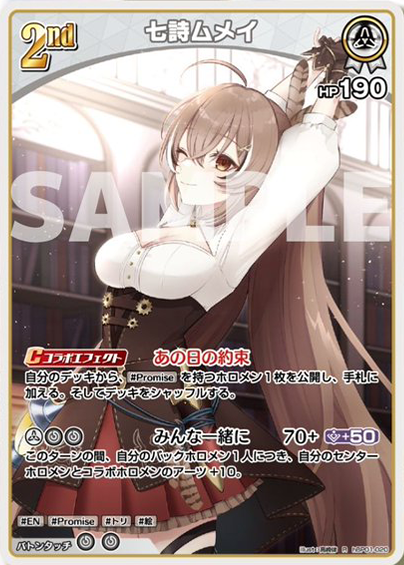 2nd
七詩ムメイ
HP190
SAMPLE
コラボエフェクト あの日の約束
自分のデッキから、#Promiseを持つホロメン1枚を公開し、手札に
加える。そしてデッキをシャッフルする。
みんな一緒に 70+ +50
このターンの間、自分のバックホロメン1人につき、自分のセンター
ホロメンとコラボホロメンのアーツ+10。
#EN #Promise #トリ #絵
バトンタッチ
Illust: R hSP01-020